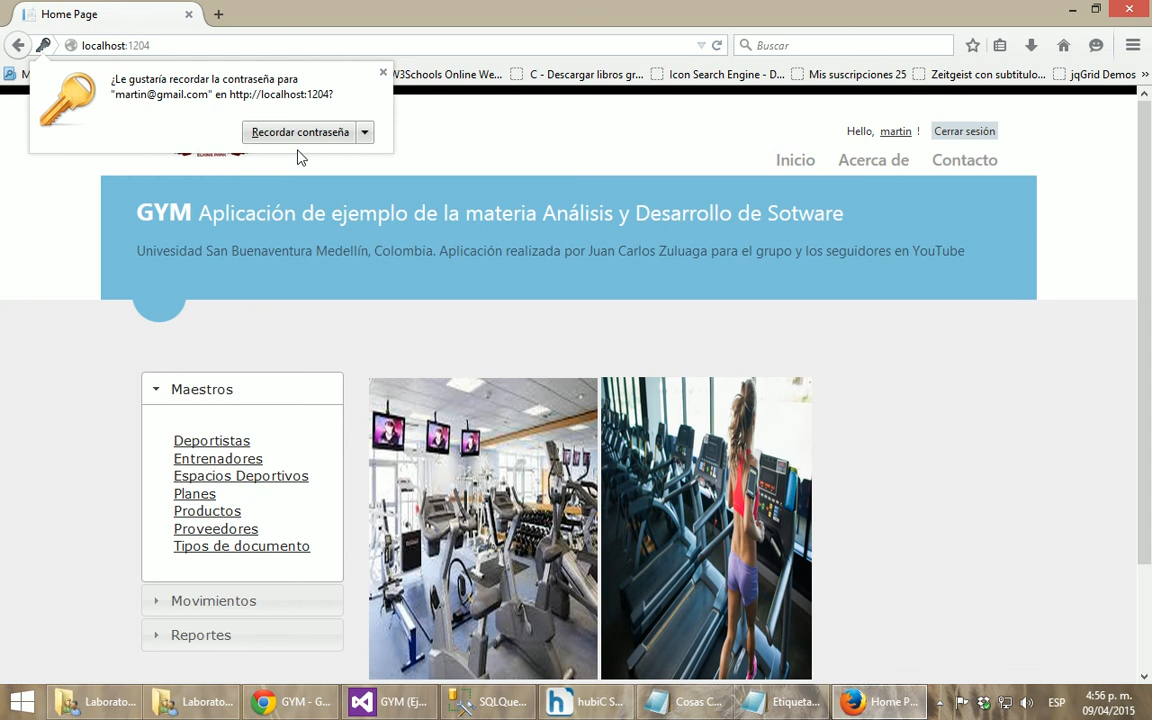 Home Page
localhost:1204
Buscar
W3Schools Online We...
C - Descargar libros gr...
Icon Search Engine - D...
Mis suscripciones 25
Zeitgeist con subtitulo...
jqGrid Demos
¿Le gustaría recordar la contraseña para
"martin@gmail.com" en http://localhost:1204?
Recordar contraseña
Hello, martin !
Cerrar sesión
Inicio
Acerca de
Contacto
GYM Aplicación de ejemplo de la materia Análisis y Desarrollo de Sotware
Univesidad San Buenaventura Medellín, Colombia. Aplicación realizada por Juan Carlos Zuluaga para el grupo y los seguidores en YouTube
Maestros
Deportistas
Entrenadores
Espacios Deportivos
Planes
Productos
Proveedores
Tipos de documento
Movimientos
Reportes
Laborato...
Laborato...
GYM - G...
GYM (Ej...
SQLQue...
hubiC S...
Cosas C...
Etiqueta...
Home P...
ESP
4:56 p. m.
09/04/2015